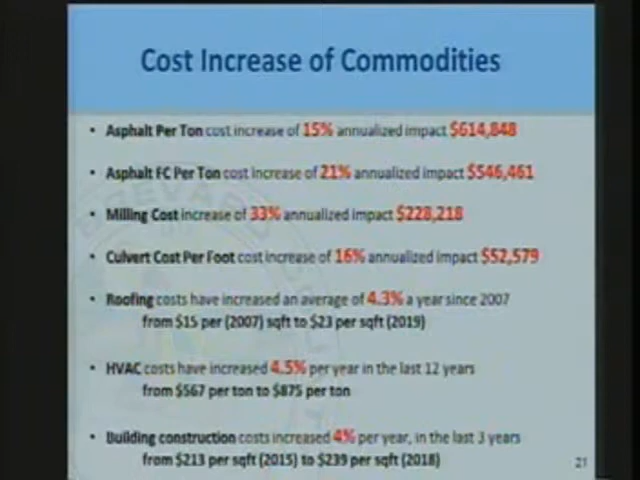 Cost Increase of Commodities
• Asphalt Per Ton cost increase of 15% annualized impact $614,848
• Asphalt FC Per Ton cost increase of 21% annualized impact $546,461
• Milling Cost increase of 33% annualized impact $228,218
• Culvert Cost Per Foot cost increase of 16% annualized impact $52,579
• Roofing costs have increased an average of 4.3% a year since 2007
from $15 per (2007) sqft to $23 per sqft (2019)
• HVAC costs have increased 4.5% per year in the last 12 years
from $567 per ton to $875 per ton
• Building construction costs increased 4% per year, in the last 3 years
from $213 per sqft (2015) to $239 per sqft (2018)
21